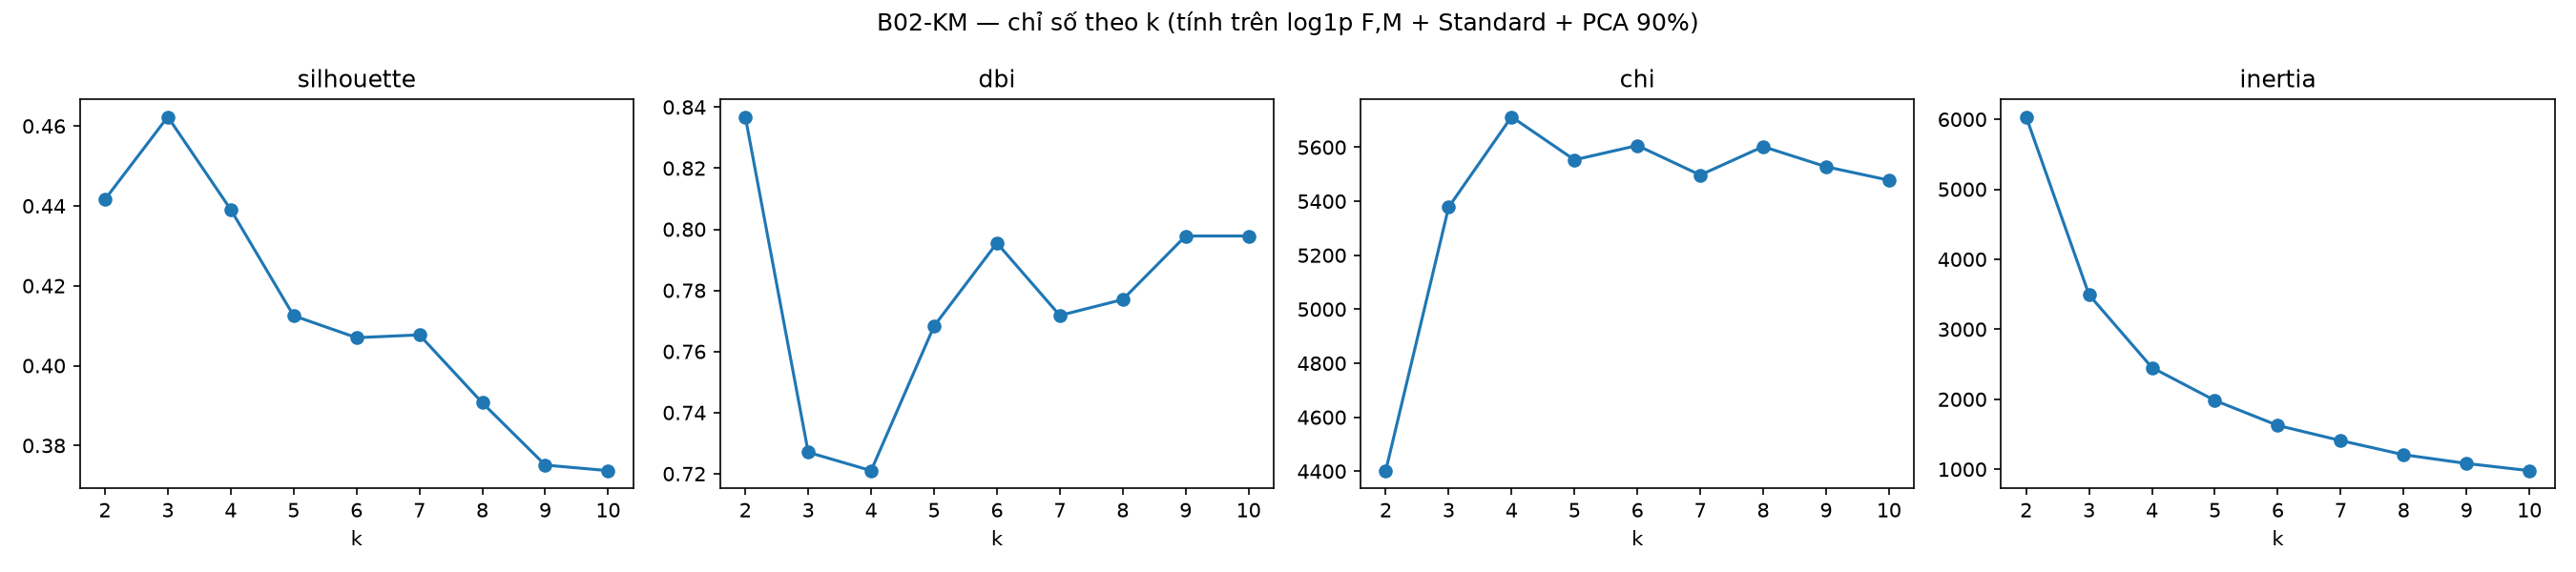 B02-KM — chỉ số theo k (tính trên log1p F,M + Standard + PCA 90%)
silhouette
0.46
0.44
0.42
0.40
0.38
2 3 4 5 6 7 8 9 10
k
dbi
0.84
0.82
0.80
0.78
0.76
0.74
0.72
2 3 4 5 6 7 8 9 10
k
chi
5600
5400
5200
5000
4800
4600
4400
2 3 4 5 6 7 8 9 10
k
inertia
6000
5000
4000
3000
2000
1000
2 3 4 5 6 7 8 9 10
k